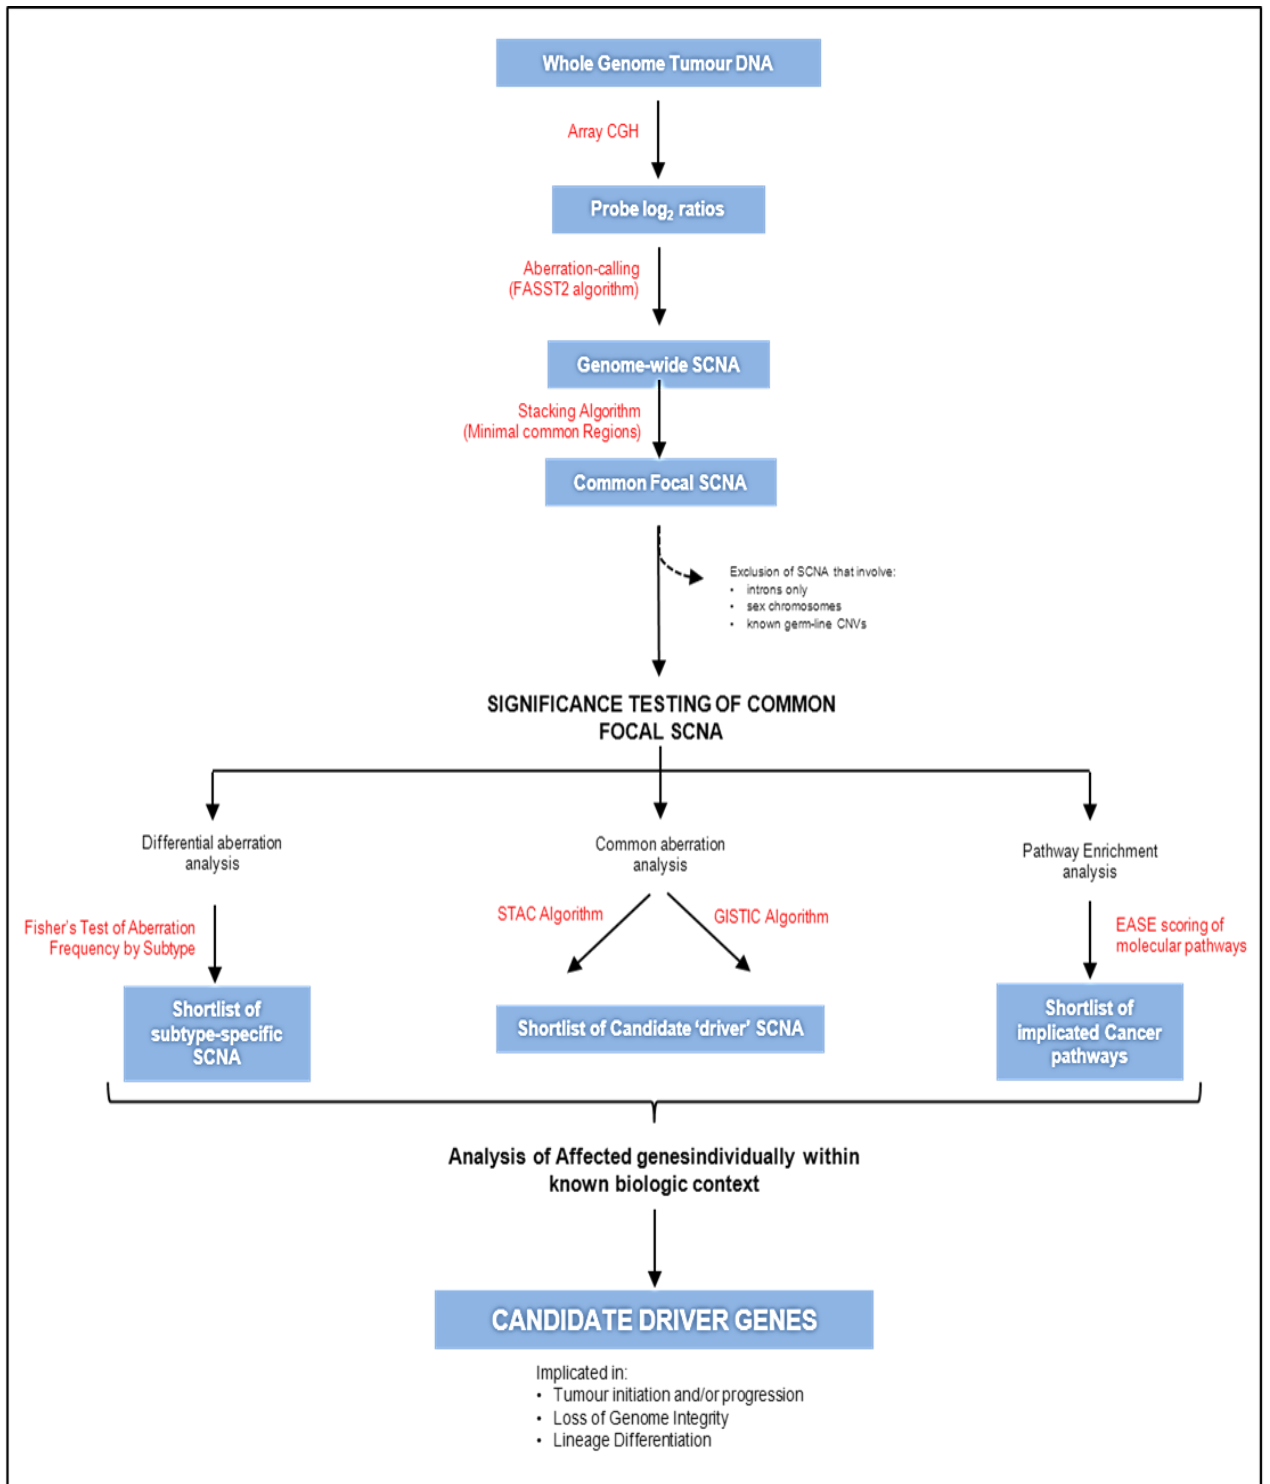 Whole Genome Tumour DNA
Array CGH
Probe log₂ ratios
Aberration-calling
(FASST2 algorithm)
Genome-wide SCNA
Stacking Algorithm
(Minimal common Regions)
Common Focal SCNA
Exclusion of SCNA that involve:
• introns only
• sex chromosomes
• known germ-line CNVs
SIGNIFICANCE TESTING OF COMMON
FOCAL SCNA
Differential aberration
analysis
Fisher's Test of Aberration
Frequency by Subtype
Shortlist of
subtype-specific
SCNA
Common aberration
analysis
STAC Algorithm
GISTIC Algorithm
Shortlist of Candidate 'driver' SCNA
Pathway Enrichment
analysis
EASE scoring of
molecular pathways
Shortlist of
implicated Cancer
pathways
Analysis of Affected genesindividually within
known biologic context
CANDIDATE DRIVER GENES
Implicated in:
• Tumour initiation and/or progression
• Loss of Genome Integrity
• Lineage Differentiation